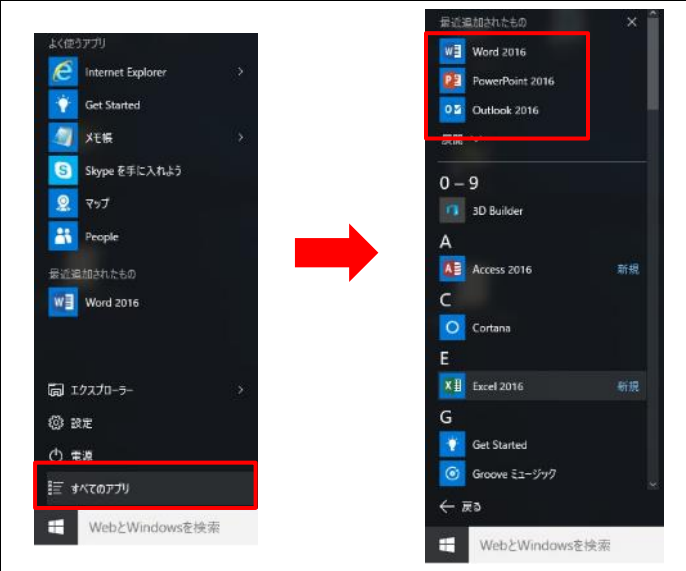 よく使うアプリ
Internet Explorer
Get Started
メモ帳
Skype を手に入れよう
マップ
People
最近追加されたもの
Word 2016
エクスプローラー
設定
電源
すべてのアプリ
WebとWindowsを検索
最近追加されたもの
Word 2016
PowerPoint 2016
Outlook 2016
展開
0 – 9
3D Builder
A
Access 2016 新規
C
Cortana
E
Excel 2016 新規
G
Get Started
Groove ミュージック
戻る
WebとWindowsを検索